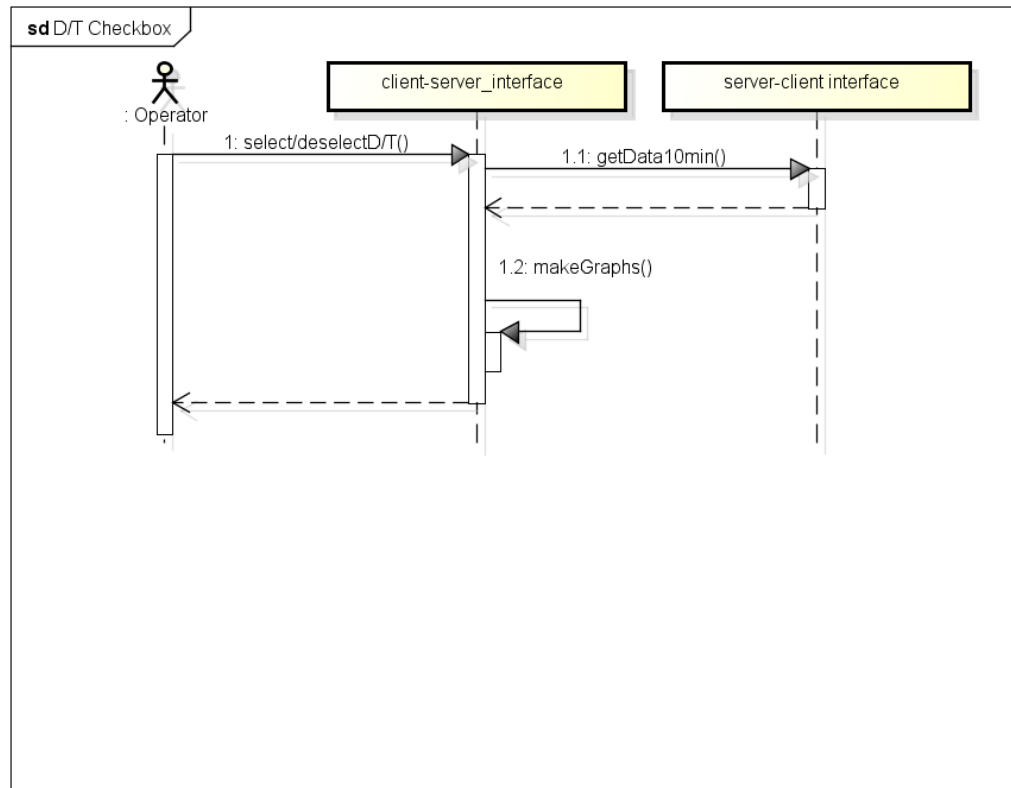 sd D/T Checkbox
: Operator
client-server_interface
server-client interface
1: select/deselectD/T()
1.1: getData10min()
1.2: makeGraphs()